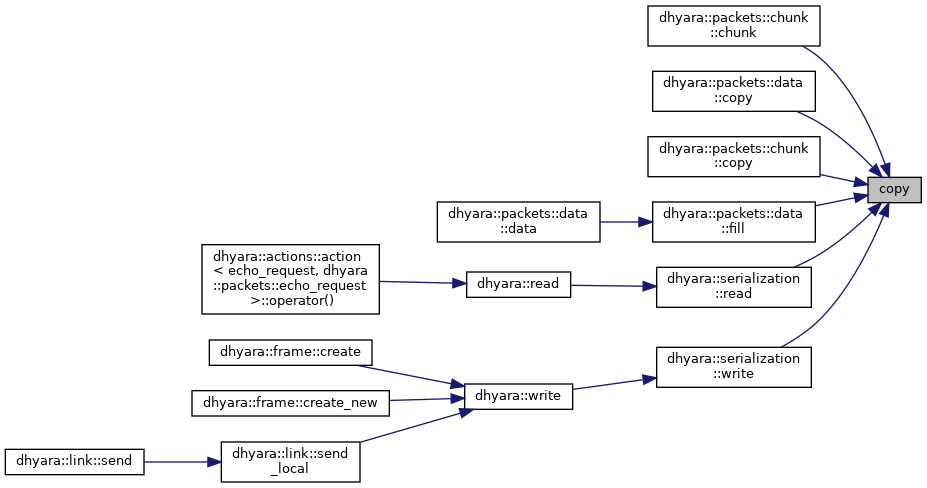 dhyara::packets::chunk
::chunk
dhyara::packets::data
::copy
dhyara::packets::chunk
::copy
copy
dhyara::packets::data
::data
dhyara::packets::data
::fill
dhyara::actions::action
< echo_request, dhyara
::packets::echo_request
>::operator()
dhyara::read
dhyara::serialization
::read
dhyara::frame::create
dhyara::serialization
::write
dhyara::write
dhyara::frame::create_new
dhyara::link::send
dhyara::link::send
_local